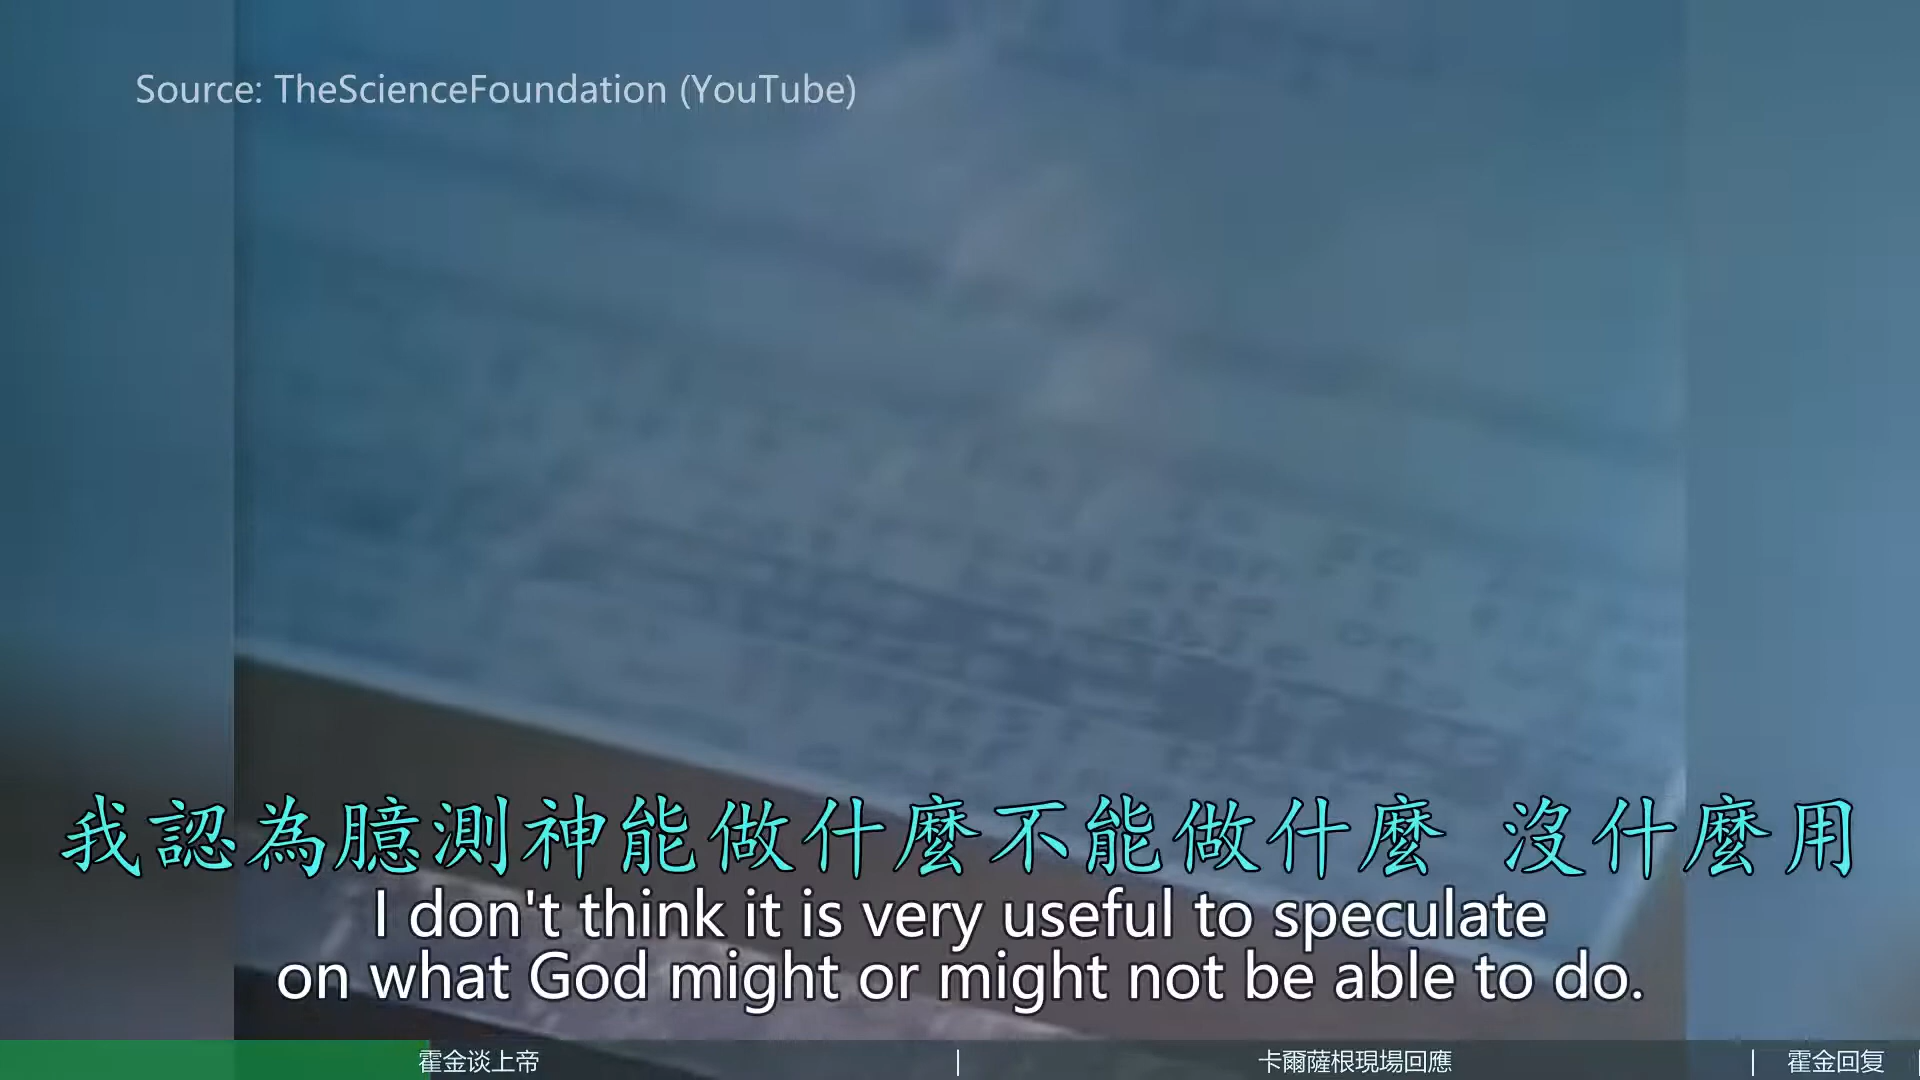 Source: TheScienceFoundation (YouTube)
我認為臆測神能做什麼不能做什麼 沒什麼用
I don't think it is very useful to speculate
on what God might or might not be able to do.
霍金谈上帝 | 卡爾薩根現場回應 | 霍金回复